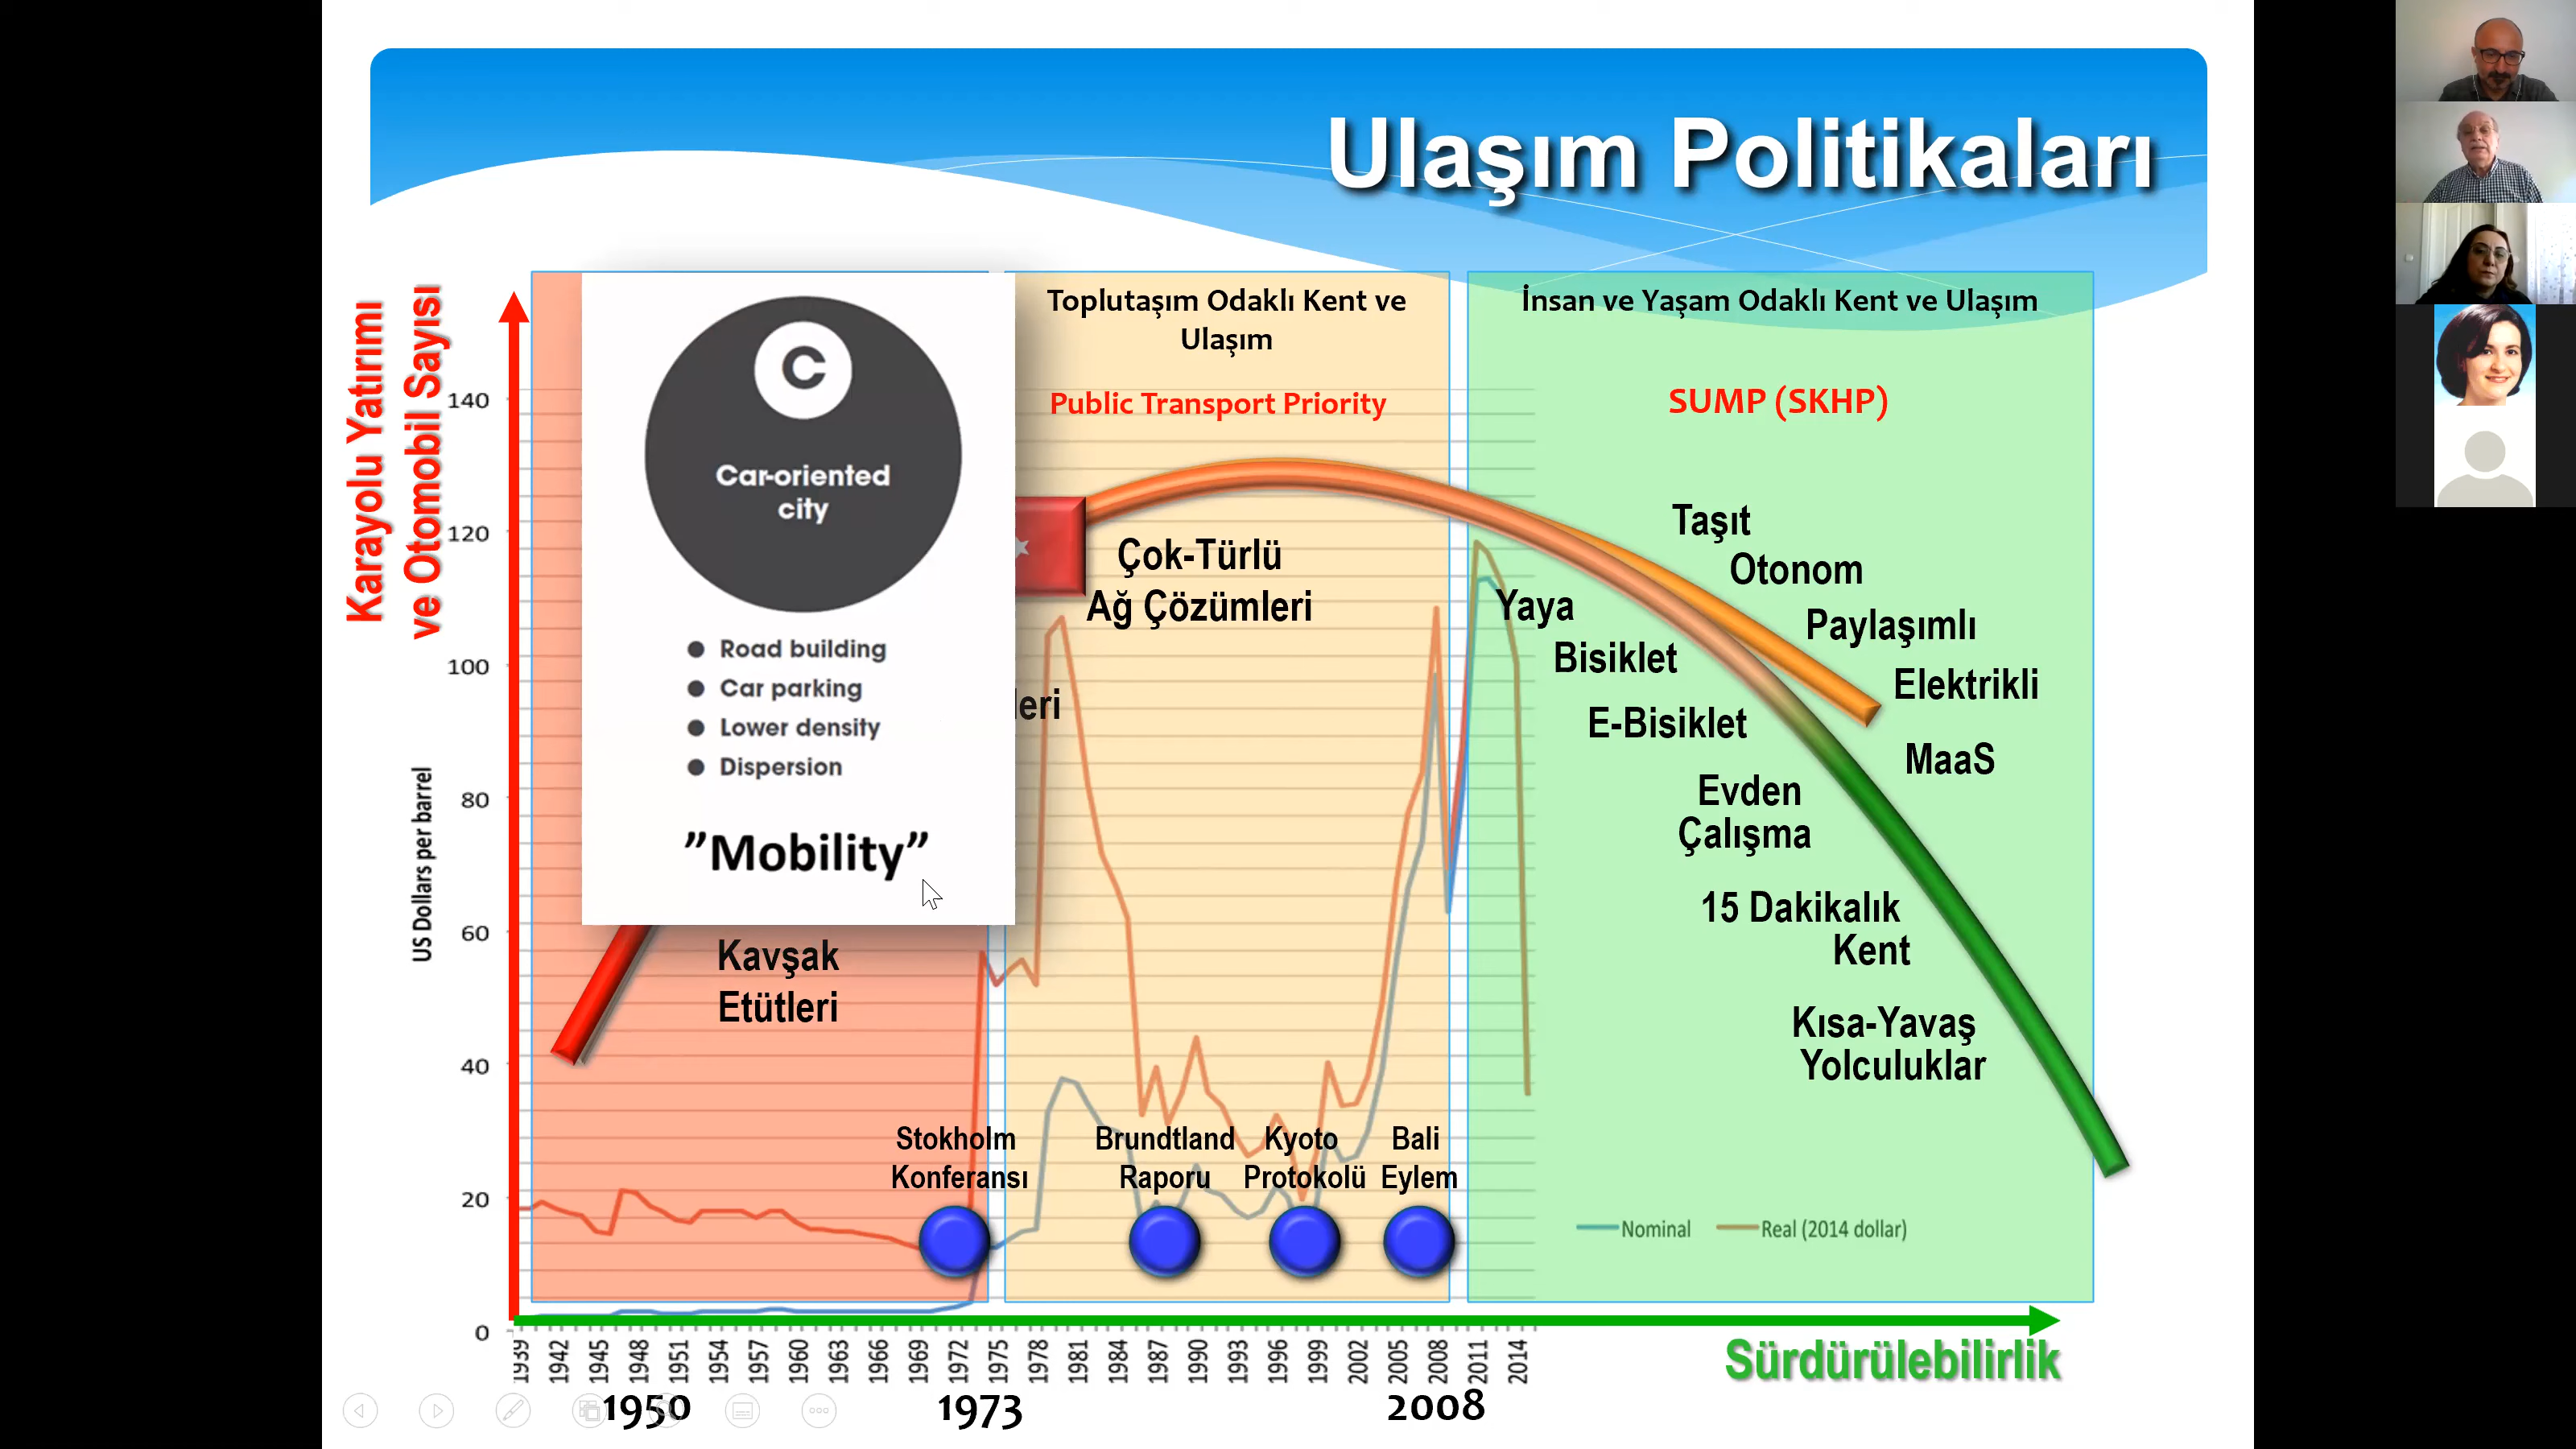 Ulaşım Politikaları
Karayolu Yatırımı
ve Otomobil Sayısı
US Dollars per barrel
140
120
100
80
60
40
20
0
C
Car-oriented
city
Road building
Car parking
Lower density
Dispersion
”Mobility”
Kavşak
Etütleri
Toplutaşım Odaklı Kent ve
Ulaşım
Public Transport Priority
Çok-Türlü
Ağ Çözümleri
leri
İnsan ve Yaşam Odaklı Kent ve Ulaşım
SUMP (SKHP)
Taşıt
Otonom
Paylaşımlı
Elektrikli
MaaS
Yaya
Bisiklet
E-Bisiklet
Evden
Çalışma
15 Dakikalık
Kent
Kısa-Yavaş
Yolculuklar
Stokholm
Konferansı
Brundtland
Raporu
Kyoto
Protokolü
Bali
Eylem
Nominal Real (2014 dollar)
1939 1942 1945 1948 1951 1954 1957 1960 1963 1966 1969 1972 1975 1978 1981 1984 1987 1990 1993 1996 1999 2002 2005 2008 2011 2014
Sürdürülebilirlik
1950 1973 2008